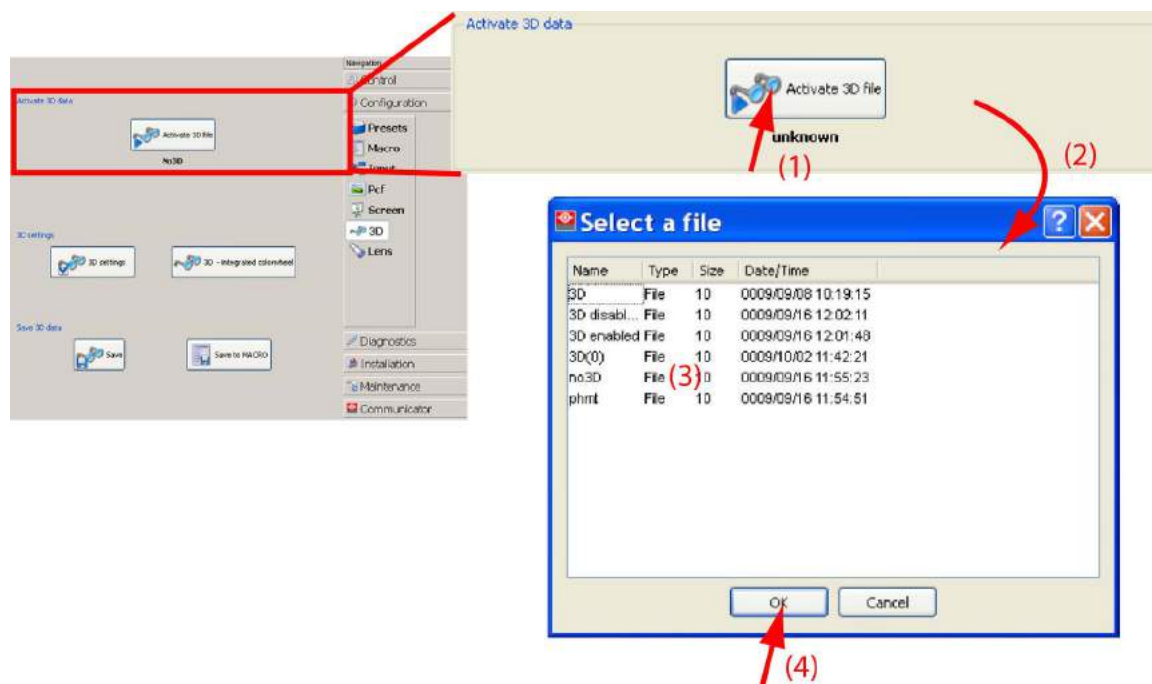 Activate 3D data
Activate 3D file
unknown
(1)
(2)
Navigation
Control
Configuration
Presets
Macro
Input
Pcf
Screen
3D
Lens
Diagnostics
Installation
Maintenance
Communicator
Activate 3D data
Activate 3D file
No3D
3D settings
3D settings
3D - Integrated colorwheel
Save 3D data
Save
Save to MACRO
Select a file
Name Type Size Date/Time
3D File 10 0009/09/08 10:19:15
3D disabl... File 10 0009/09/16 12:02:11
3D enabled File 10 0009/09/16 12:01:48
3D(0) File 10 0009/10/02 11:42:21
no3D File 10 0009/09/16 11:55:23
phmt File 10 0009/09/16 11:54:51
(3)
OK Cancel
(4)